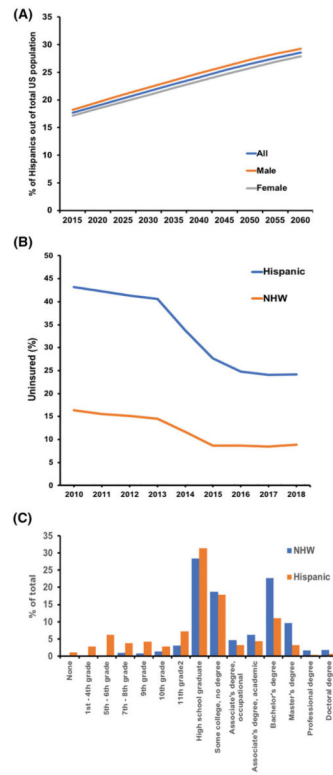 (A)
% of Hispanics out of total US population
35
30
25
20
15
10
5
0
All
Male
Female
2015 2020 2025 2030 2035 2040 2045 2050 2055 2060
(B)
Uninsured (%)
50
45
40
35
30
25
20
15
10
5
0
Hispanic
NHW
2010 2011 2012 2013 2014 2015 2016 2017 2018
(C)
% of total
35
30
25
20
15
10
5
0
NHW
Hispanic
None
1st - 4th grade
5th - 6th grade
7th - 8th grade
9th grade
10th grade
11th grade2
High school graduate
Some college, no degree
Associate's degree,
occupational
Associate's degree, academic
Bachelor's degree
Master's degree
Professional degree
Doctoral degree